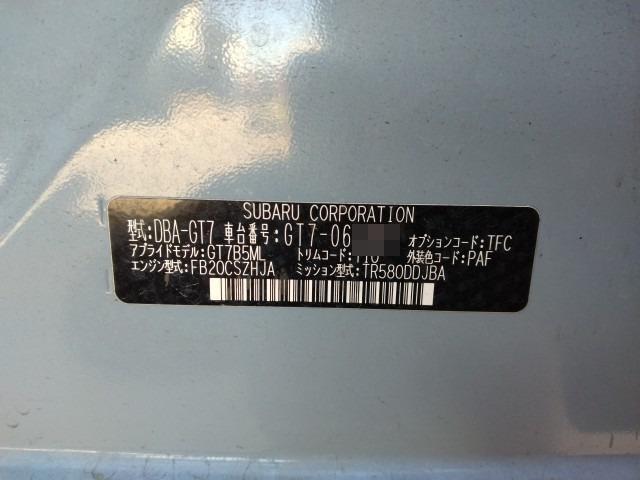 SUBARU CORPORATION
型式:DBA-GT7 車台番号:GT7-06 オプションコード:TFC
アプライドモデル:GT7B5ML トリムコード: 外装色コード:PAF
エンジン型式:FB20CSZHJA ミッション型式:TR580DDJBA